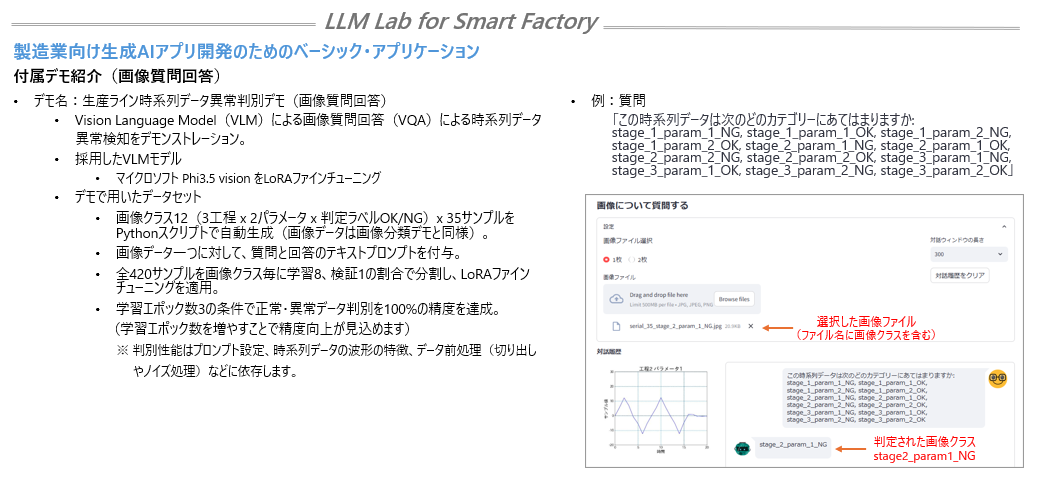 LLM Lab for Smart Factory
製造業向け生成AIアプリ開発のためのベーシック・アプリケーション
付属デモ紹介（画像質問回答）
• デモ名：生産ライン時系列データ異常判別デモ（画像質問回答）
• Vision Language Model（VLM）による画像質問回答（VQA）による時系列データ
異常検知をデモンストレーション。
• 採用したVLMモデル
• マイクロソフト Phi3.5 vision をLoRAファインチューニング
• デモで用いたデータセット
• 画像クラス12（3工程 x 2パラメータ x 判定ラベルOK/NG）x 35サンプルを
Pythonスクリプトで自動生成（画像データは画像分類デモと同様）。
• 画像データ一つに対して、質問と回答のテキストプロンプトを付与。
• 全420サンプルを画像クラス毎に学習8、検証1の割合で分割し、LoRAファイン
チューニングを適用。
• 学習エポック数3の条件で正常・異常データ判別を100%の精度を達成。
（学習エポック数を増やすことで精度向上が見込めます）
※ 判別性能はプロンプト設定、時系列データの波形の特徴、データ前処理（切り出し
やノイズ処理）などに依存します。
• 例：質問
「この時系列データは次のどのカテゴリーにあてはまりますか:
stage_1_param_1_NG, stage_1_param_1_OK, stage_1_param_2_NG,
stage_1_param_2_OK, stage_2_param_1_NG, stage_2_param_1_OK,
stage_2_param_2_NG, stage_2_param_2_OK, stage_3_param_1_NG,
stage_3_param_1_OK, stage_3_param_2_NG, stage_3_param_2_OK」
画像について質問する
設定
画像ファイル選択
1枚 2枚
画像ファイル
Drag and drop file here
Limit 500MB per file • JPG, JPEG, PNG
Browse files
serial_35_stage_2_param_1_NG.jpg 20.9KB ×
対話ウィンドウの長さ
300
対話履歴をクリア
選択した画像ファイル
（ファイル名に画像クラスを含む）
対話履歴
工程2 パラメータ1
サンプル値
時間
この時系列データは次のどのカテゴリーにあてはまりますか:
stage_1_param_1_NG, stage_1_param_1_OK,
stage_1_param_2_NG, stage_1_param_2_OK,
stage_2_param_1_NG, stage_2_param_1_OK,
stage_2_param_2_NG, stage_2_param_2_OK,
stage_3_param_1_NG, stage_3_param_1_OK,
stage_3_param_2_NG, stage_3_param_2_OK
stage_2_param_1_NG
判定された画像クラス
stage2_param1_NG